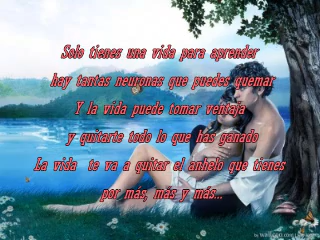 Solo tienes una vida para aprender
hay tantas neuronas que puedes quemar
Y la vida puede tomar ventaja
y quitarte todo lo que has ganado
La vida te va a quitar el anhelo que tienes
por más, más y más...